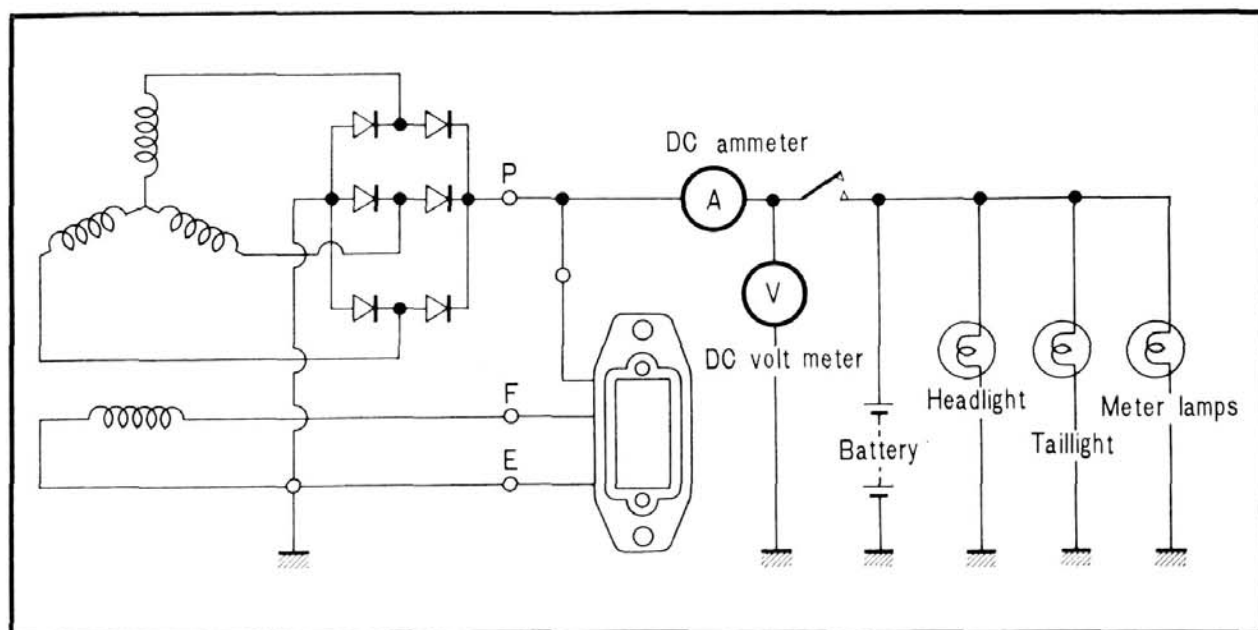 P
DC ammeter
A
V
DC volt meter
F
E
Headlight
Taillight
Meter lamps
Battery